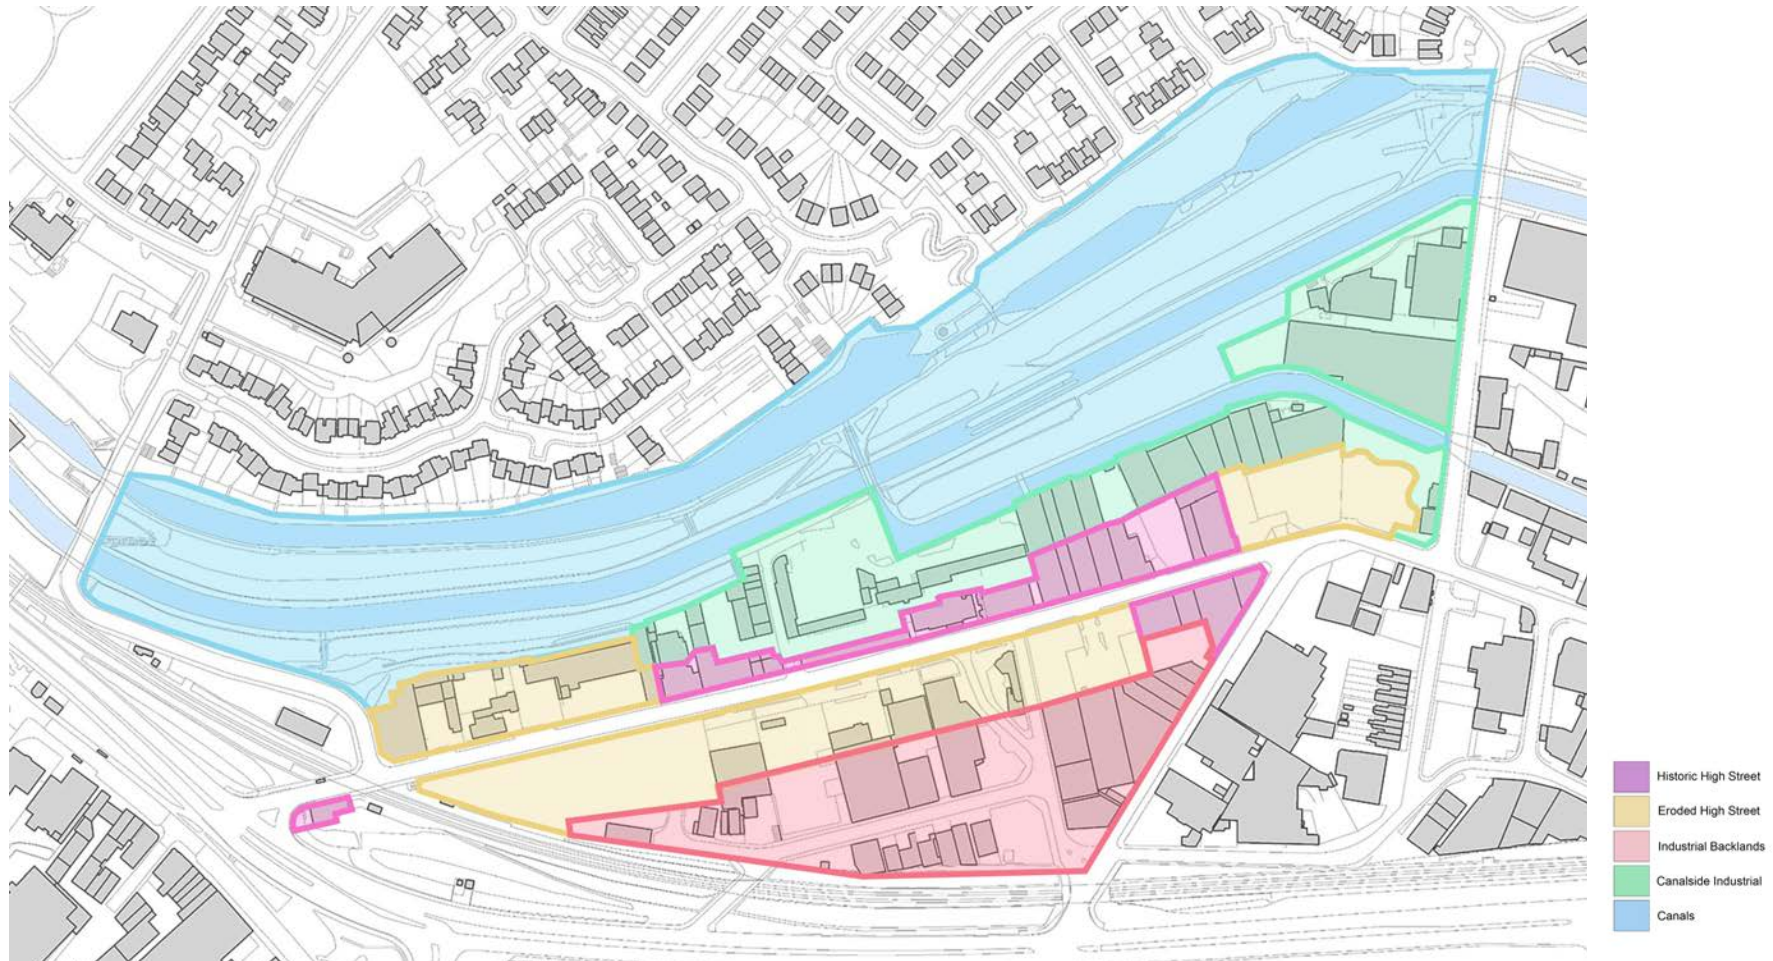 Historic High Street
Eroded High Street
Industrial Backlands
Canalside Industrial
Canals